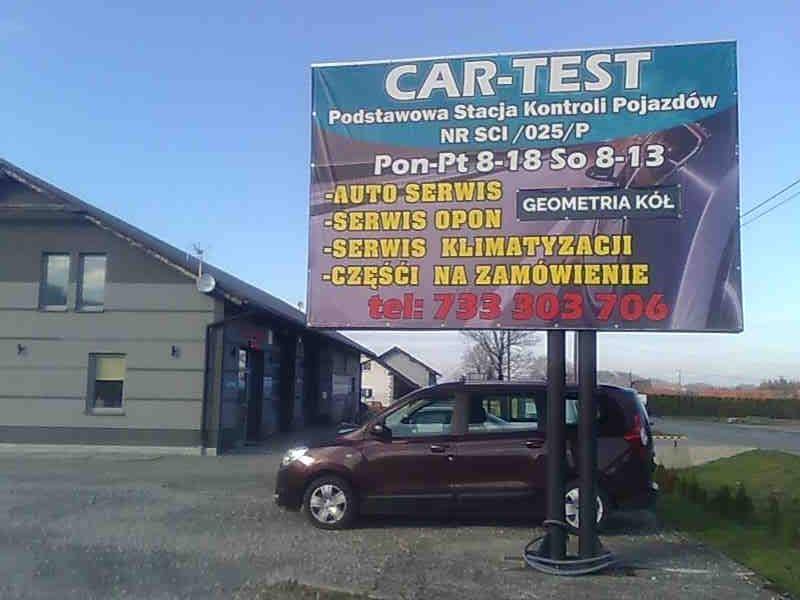 CAR-TEST
Podstawowa Stacja Kontroli Pojazdów
NR SCI /025/P
Pon-Pt 8-18 So 8-13
-AUTO SERWIS
-SERWIS OPON
GEOMETRIA KÓŁ
-SERWIS KLIMATYZACJI
-CZĘŚĆI NA ZAMÓWIENIE
tel: 733 303 706